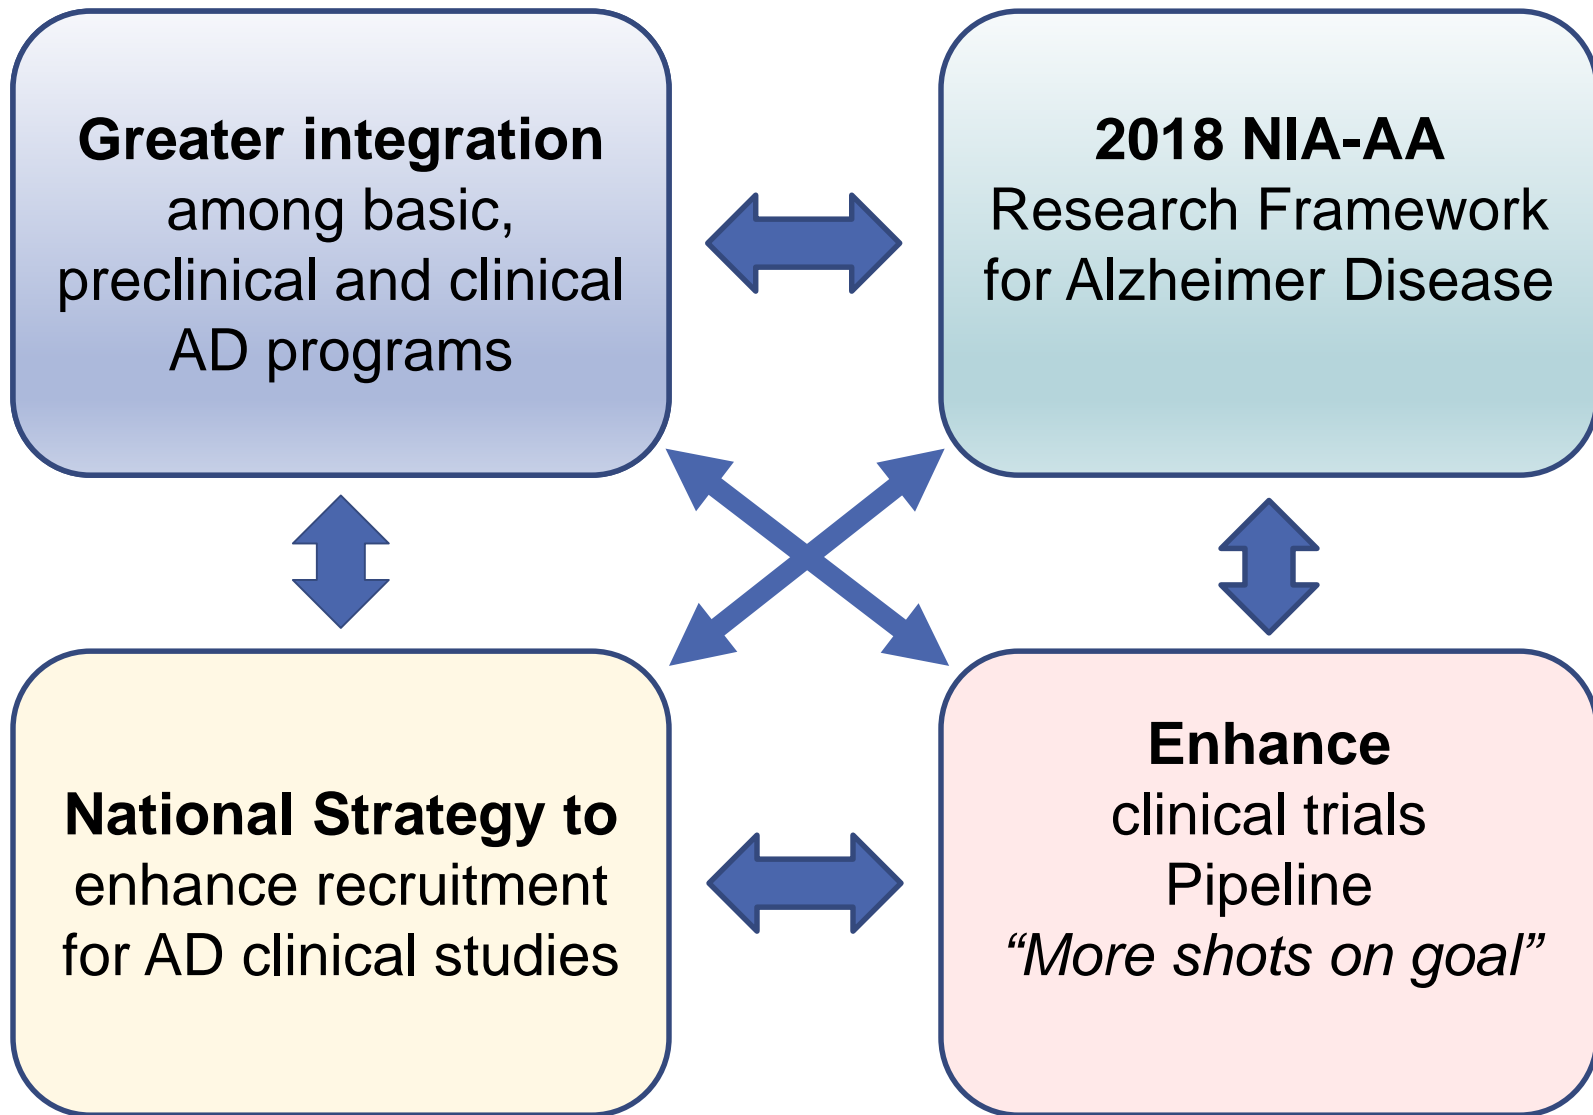 Greater integration
among basic,
preclinical and clinical
AD programs
2018 NIA-AA
Research Framework
for Alzheimer Disease
National Strategy to
enhance recruitment
for AD clinical studies
Enhance
clinical trials
Pipeline
“More shots on goal”